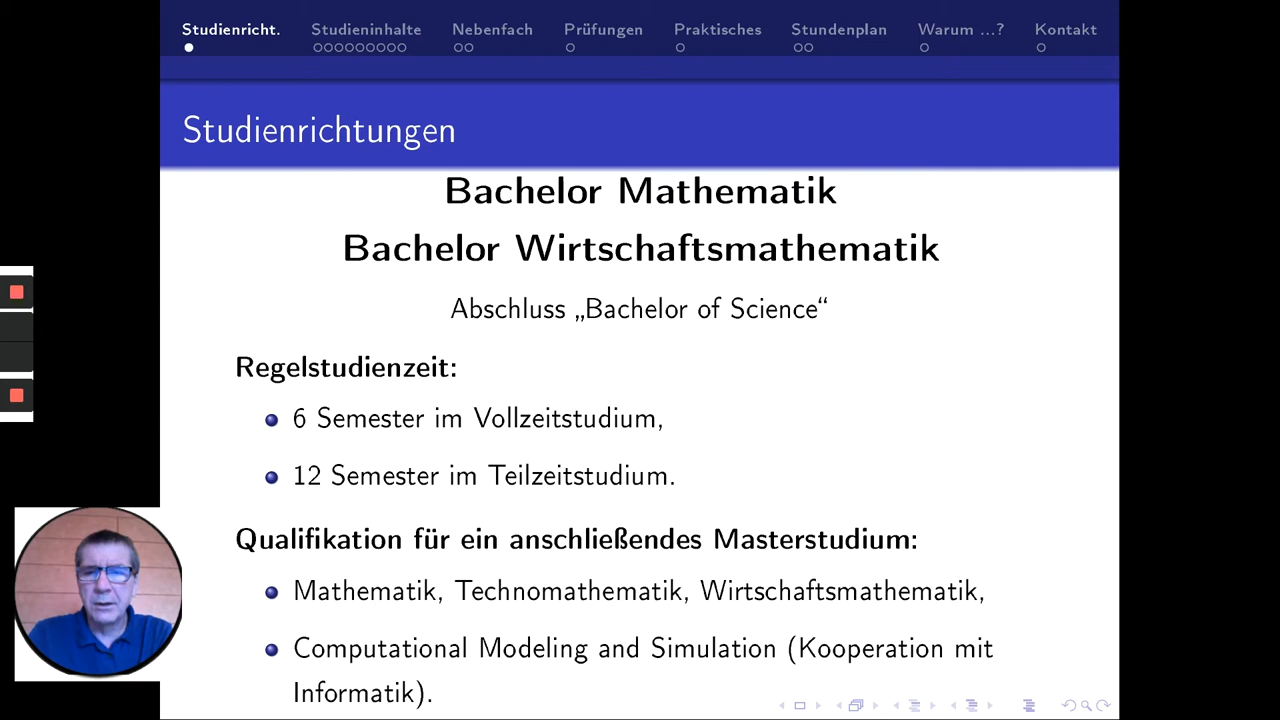 Studienricht. Studieninhalte Nebenfach Prüfungen Praktisches Stundenplan Warum ...? Kontakt
Studienrichtungen
Bachelor Mathematik
Bachelor Wirtschaftsmathematik
Abschluss „Bachelor of Science“
Regelstudienzeit:
6 Semester im Vollzeitstudium,
12 Semester im Teilzeitstudium.
Qualifikation für ein anschließendes Masterstudium:
Mathematik, Technomathematik, Wirtschaftsmathematik,
Computational Modeling and Simulation (Kooperation mit
Informatik).